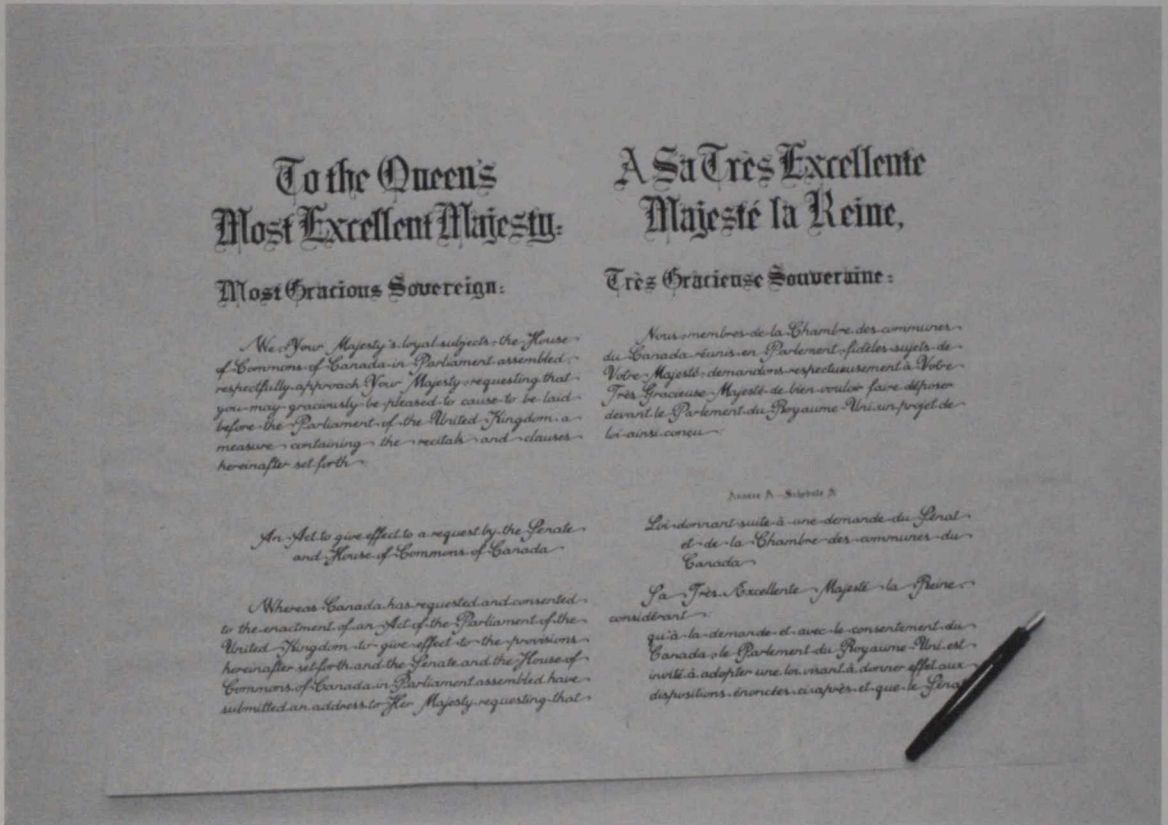 To the Queen's
Most Excellent Majesty:
Most Gracious Sovereign:
We, Your Majesty's loyal subjects, the House
of Commons of Canada in Parliament assembled,
respectfully approach Your Majesty, requesting that
you may graciously be pleased to cause to be laid
before the Parliament of the United Kingdom a
measure containing the recitals and clauses
hereinafter set forth:
An Act to give effect to a request by the Senate
and House of Commons of Canada
Whereas Canada has requested and consented
to the enactment of an Act of the Parliament of the
United Kingdom to give effect to the provisions
hereinafter set forth and the Senate and the House of
Commons of Canada in Parliament assembled have
submitted an address to Her Majesty requesting that
A Sa Très Excellente
Majesté la Reine,
Très Gracieuse Souveraine:
Nous, membres de la Chambre des communes
du Canada réunis en Parlement, fidèles sujets de
Votre Majesté, demandons respectueusement à Votre
Très Gracieuse Majesté de bien vouloir faire déposer
devant le Parlement du Royaume-Uni un projet de
loi ainsi conçu:
Annexe A - Schedule A
Loi donnant suite à une demande du Sénat
et de la Chambre des communes du
Canada
Sa Très Excellente Majesté la Reine,
considérant:
qu'à la demande et avec le consentement du
Canada, le Parlement du Royaume-Uni est
invité à adopter une loi visant à donner effet aux
dispositions énoncées ci-après et que le Sénat